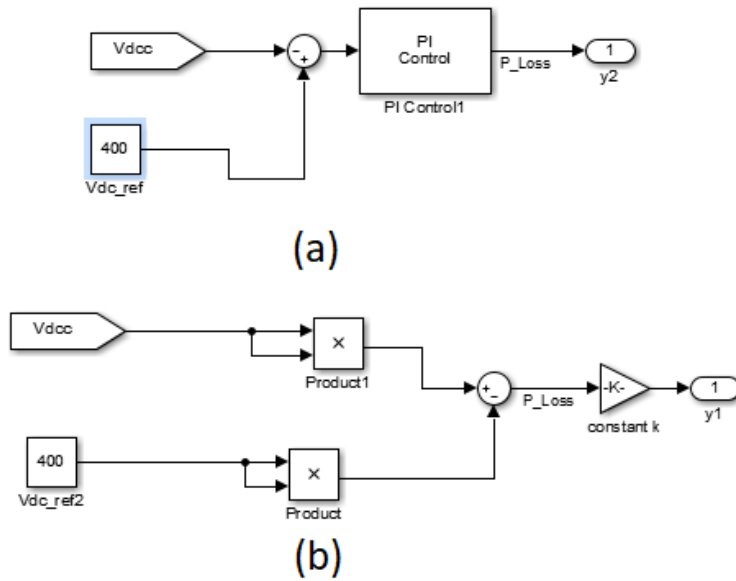 Vdcc
PI
Control
P_Loss
1
y2
PI Control1
400
Vdc_ref
(a)
Vdcc
×
Product1
+
−
P_Loss
-K-
constant k
1
y1
400
Vdc_ref2
×
Product
(b)